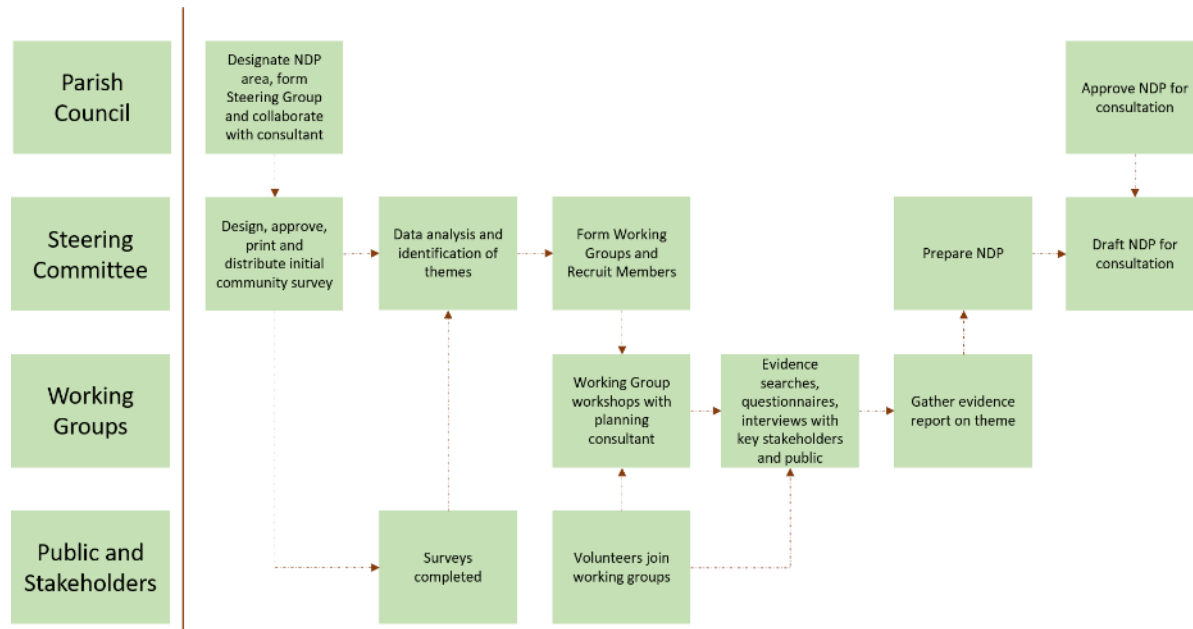 Parish
Council
Designate NDP
area, form
Steering Group
and collaborate
with consultant
Approve NDP for
consultation
Steering
Committee
Design, approve,
print and
distribute initial
community survey
Data analysis and
identification of
themes
Form Working
Groups and
Recruit Members
Prepare NDP
Draft NDP for
consultation
Working
Groups
Working Group
workshops with
planning
consultant
Evidence
searches,
questionnaires,
interviews with
key stakeholders
and public
Gather evidence
report on theme
Public and
Stakeholders
Surveys
completed
Volunteers join
working groups